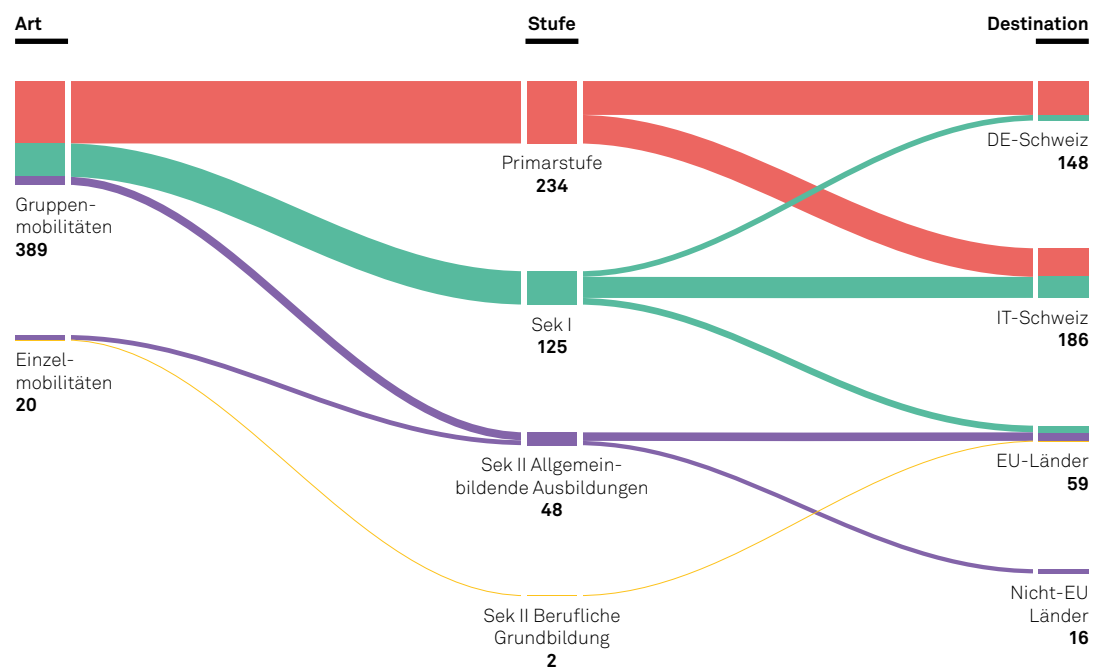 Art
Stufe
Destination
Primarstufe
234
DE-Schweiz
148
Gruppen-
mobilitäten
389
Sek I
125
IT-Schweiz
186
Einzel-
mobilitäten
20
Sek II Allgemein-
bildende Ausbildungen
48
EU-Länder
59
Sek II Berufliche
Grundbildung
2
Nicht-EU
Länder
16